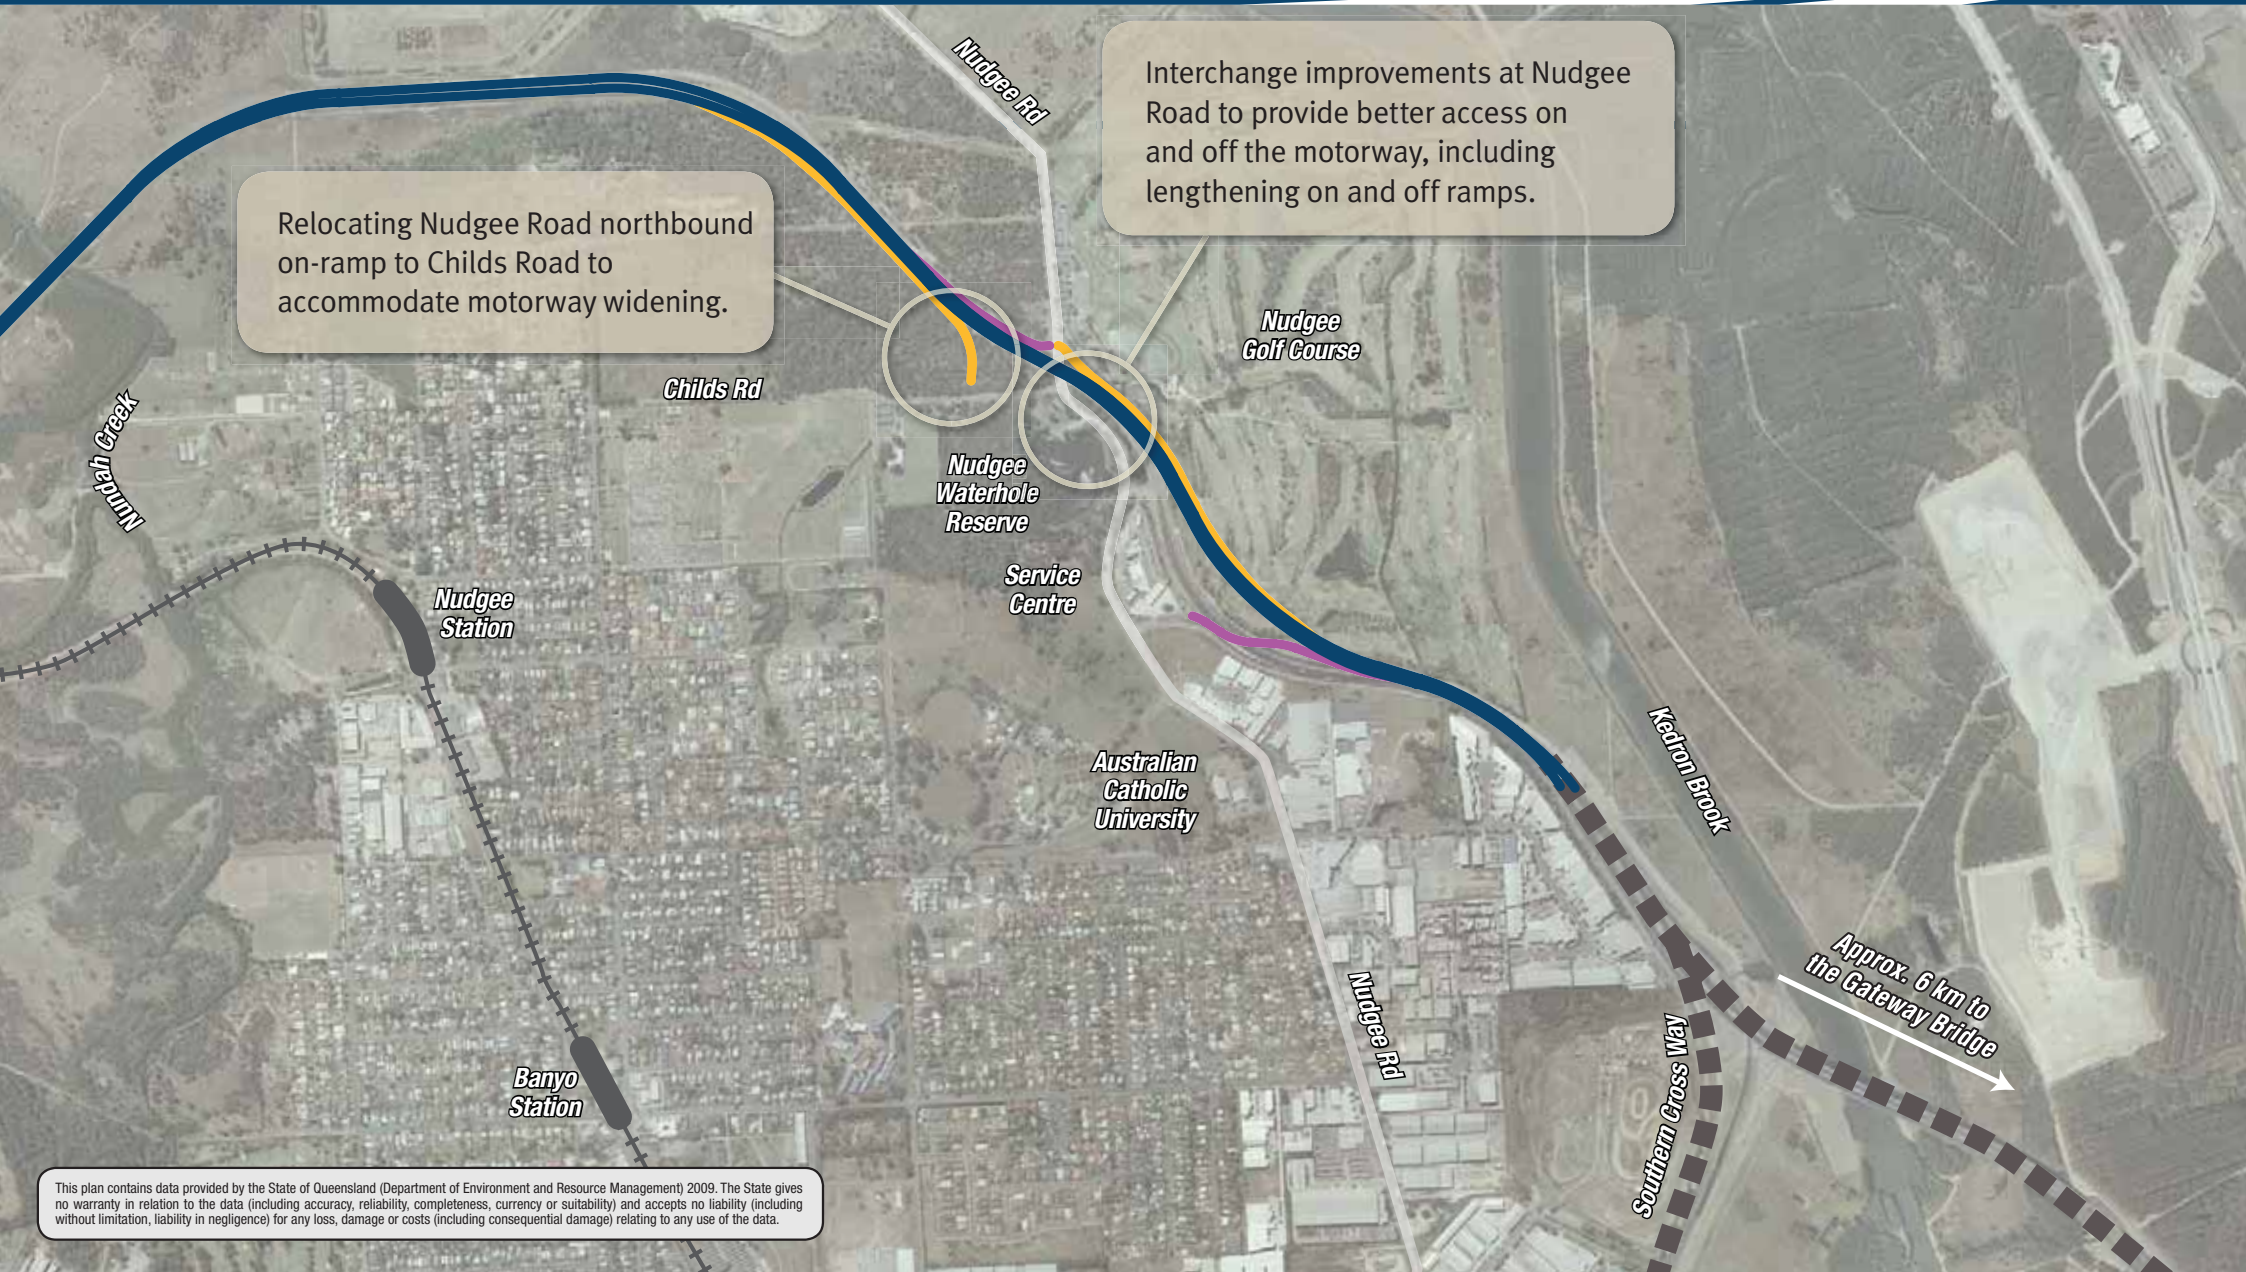 Nudgee Rd
Interchange improvements at Nudgee
Road to provide better access on
and off the motorway, including
lengthening on and off ramps.
Relocating Nudgee Road northbound
on-ramp to Childs Road to
accommodate motorway widening.
Nudgee
Golf Course
Childs Rd
Nundah Creek
Nudgee
Waterhole
Reserve
Service
Centre
Nudgee
Station
Kedron Brook
Australian
Catholic
University
Approx. 6 km to
the Gateway Bridge
Nudgee Rd
Southern Cross Way
Banyo
Station
This plan contains data provided by the State of Queensland (Department of Environment and Resource Management) 2009. The State gives
no warranty in relation to the data (including accuracy, reliability, completeness, currency or suitability) and accepts no liability (including
without limitation, liability in negligence) for any loss, damage or costs (including consequential damage) relating to any use of the data.